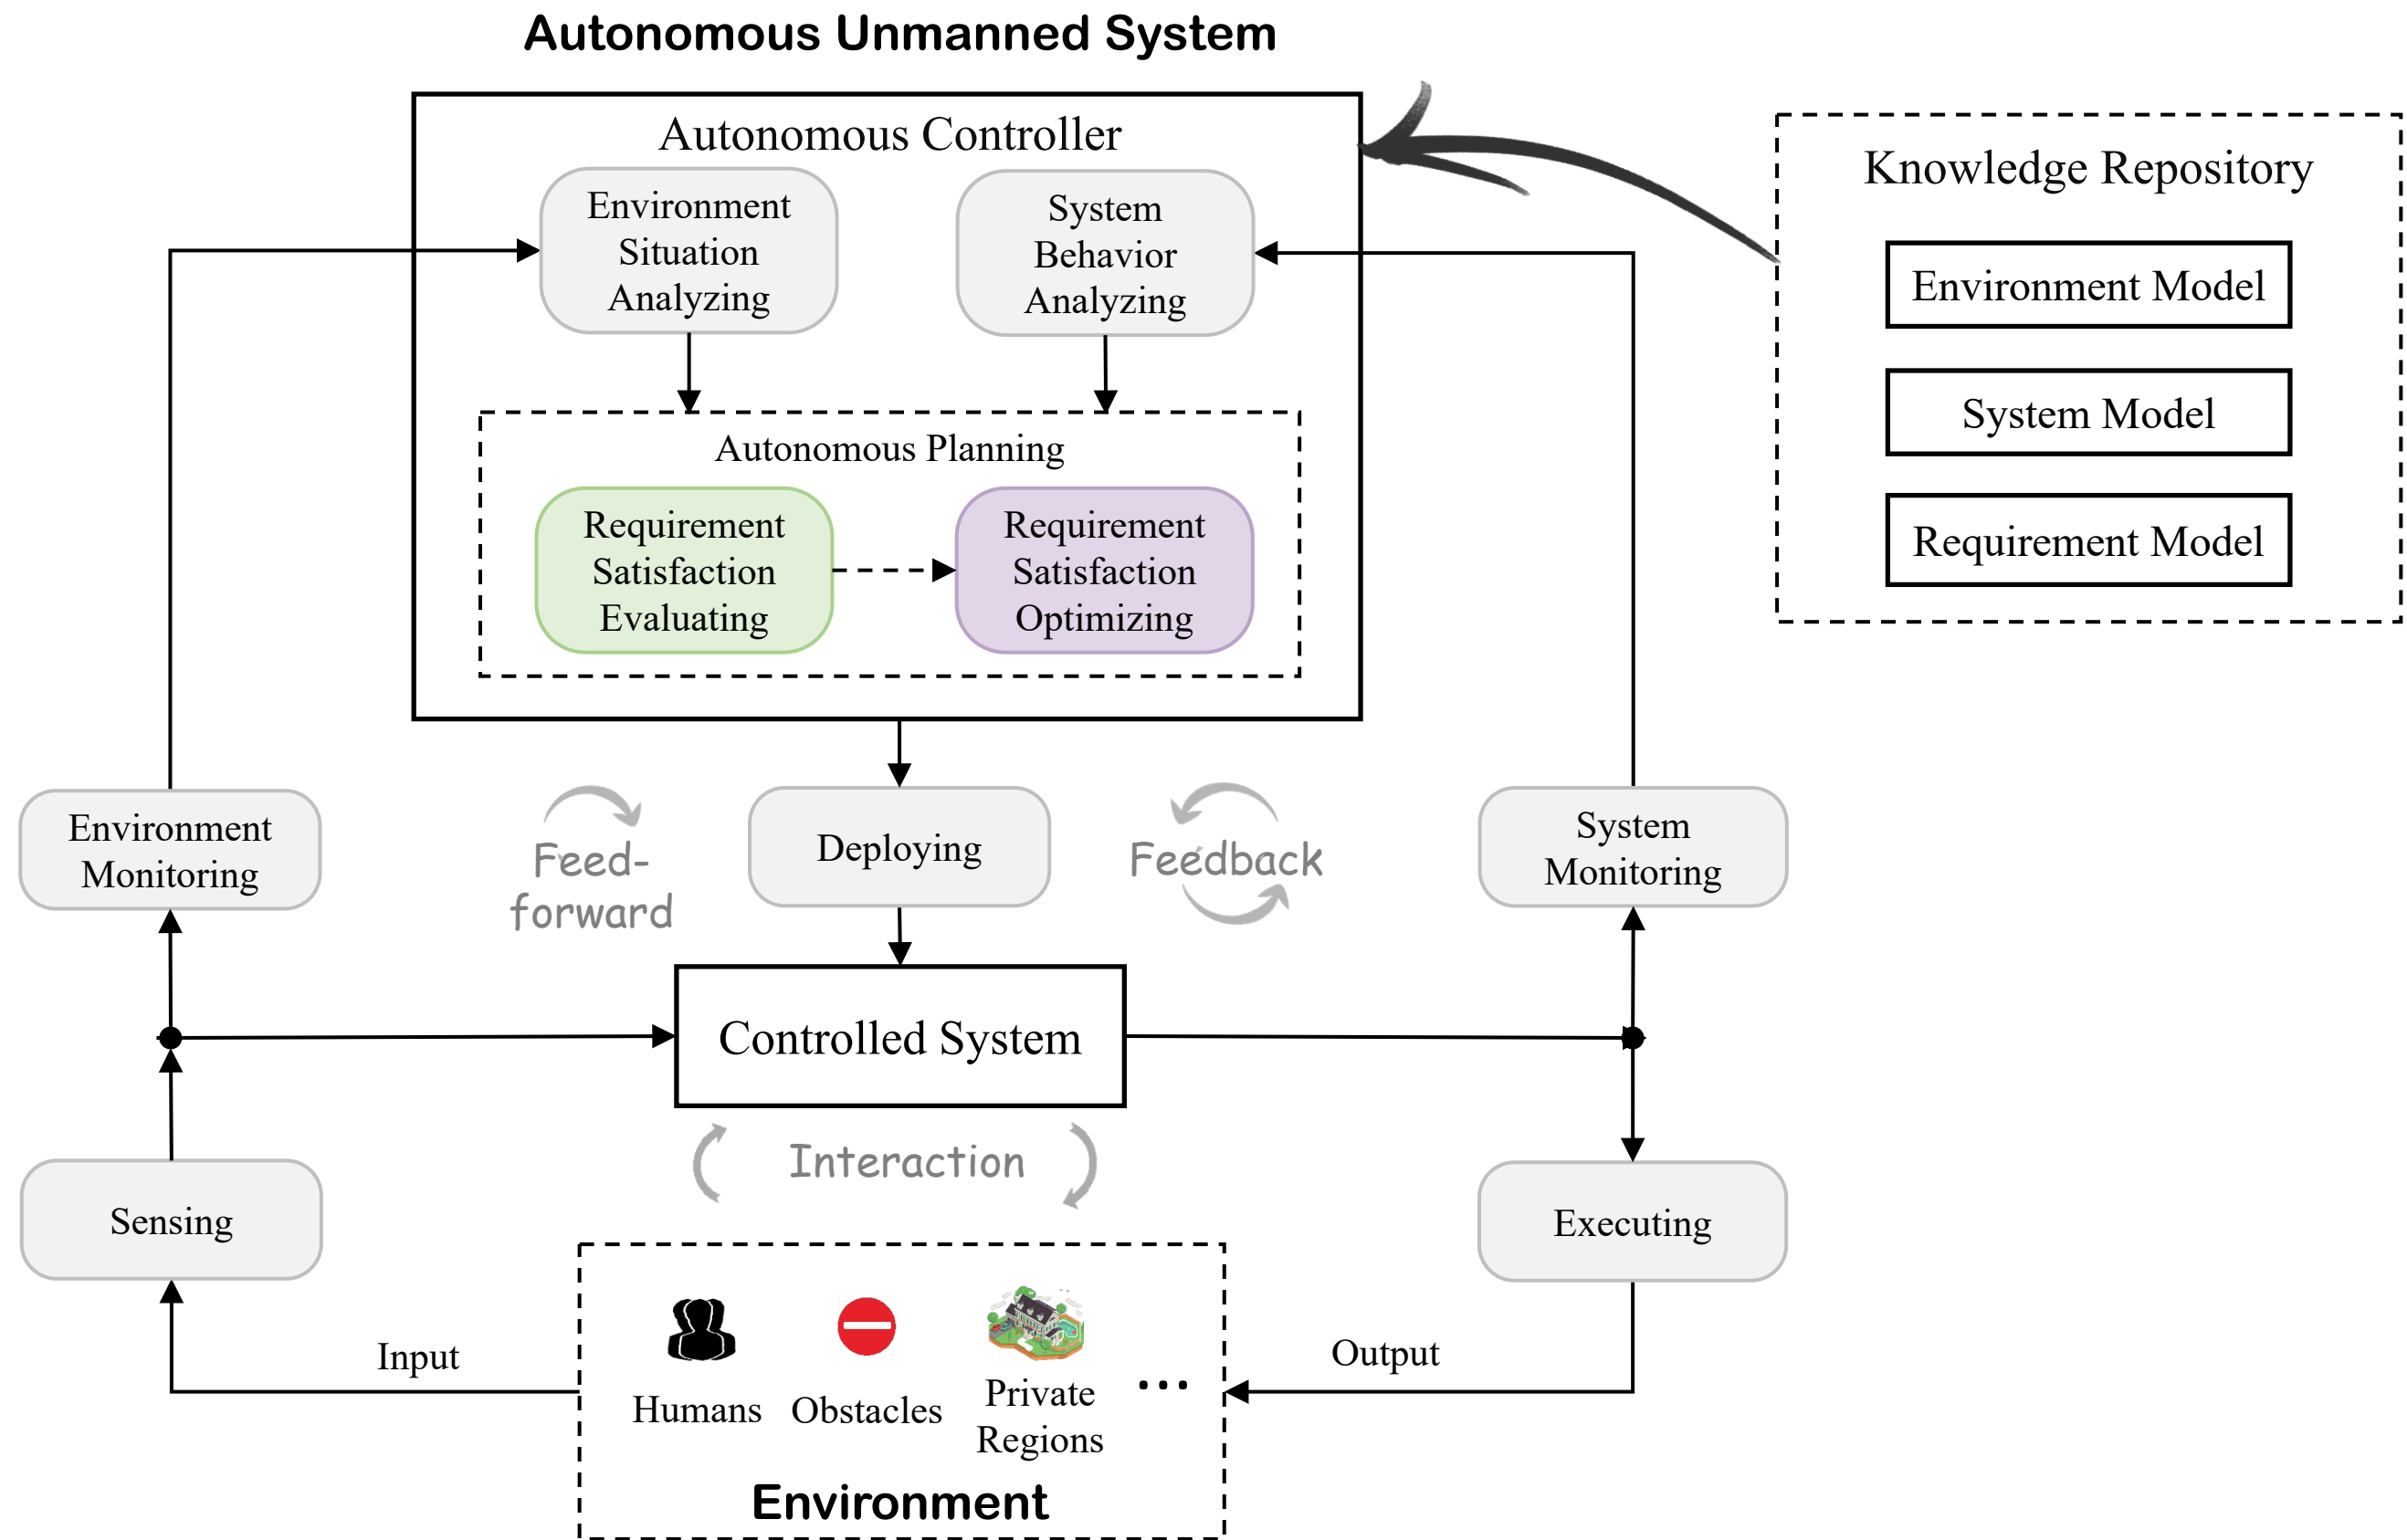 Autonomous Unmanned System
Autonomous Controller
Environment
Situation
Analyzing
System
Behavior
Analyzing
Autonomous Planning
Requirement
Satisfaction
Evaluating
Requirement
Satisfaction
Optimizing
Knowledge Repository
Environment Model
System Model
Requirement Model
Environment
Monitoring
Feed-
forward
Deploying
Feedback
System
Monitoring
Controlled System
Interaction
Sensing
Executing
Input
Output
Humans
Obstacles
Private
Regions
...
Environment